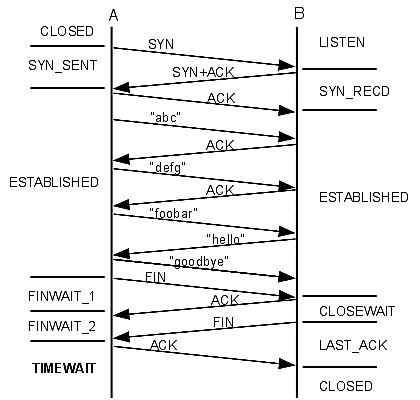 A
B
CLOSED
SYN
LISTEN
SYN_SENT
SYN+ACK
SYN_RECD
ACK
"abc"
ACK
"defg"
ESTABLISHED
ACK
ESTABLISHED
"foobar"
"hello"
"goodbye"
FIN
FINWAIT_1
ACK
CLOSEWAIT
FINWAIT_2
FIN
LAST_ACK
ACK
TIMEWAIT
CLOSED